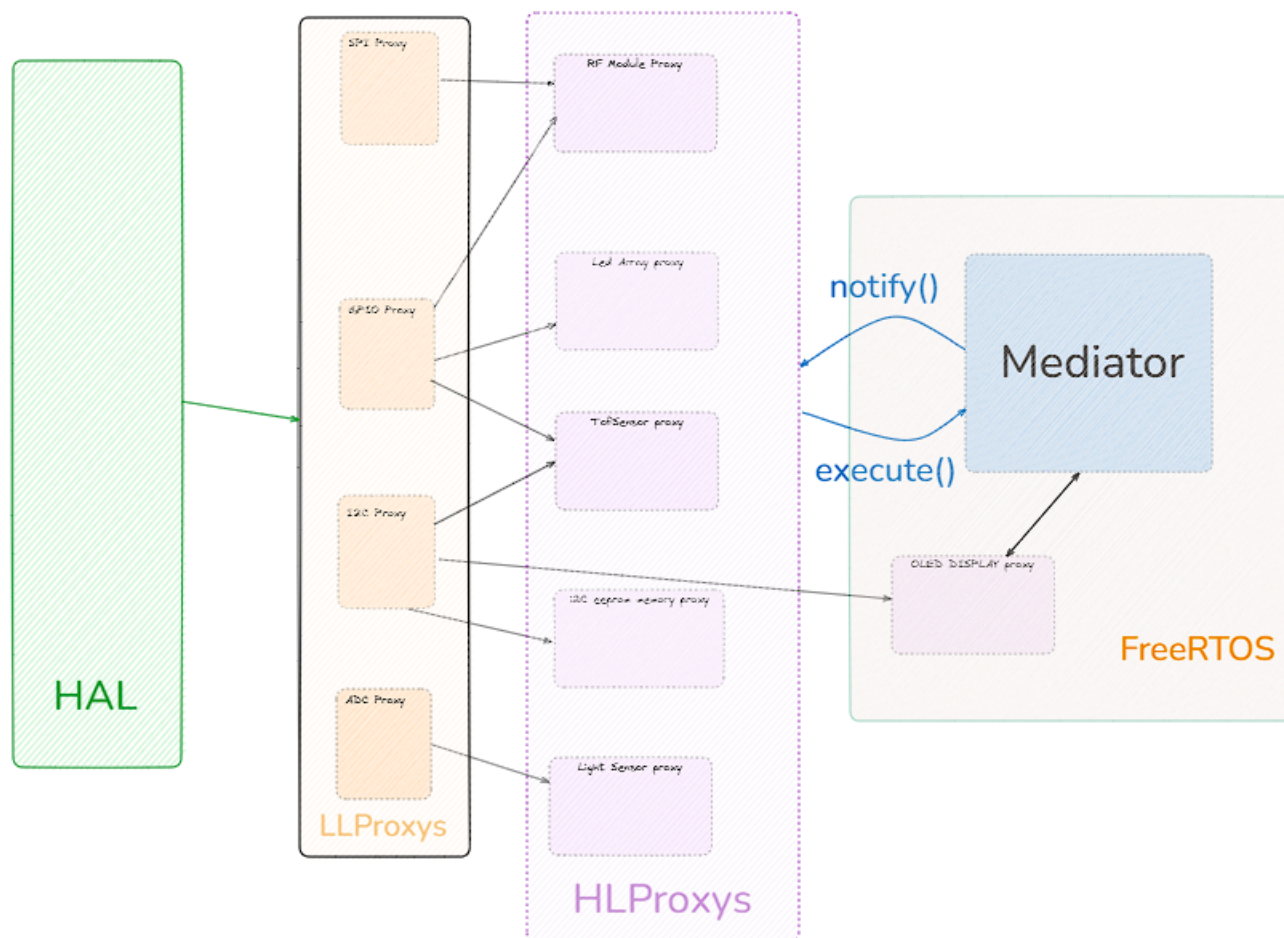 SPI Proxy
RF Module Proxy
Led Array proxy
notify()
GPIO Proxy
Mediator
TofSensor proxy
execute()
I2C Proxy
OLED DISPLAY proxy
I2C eeprom memory proxy
FreeRTOS
HAL
ADC Proxy
Light Sensor proxy
LLProxys
HLProxys